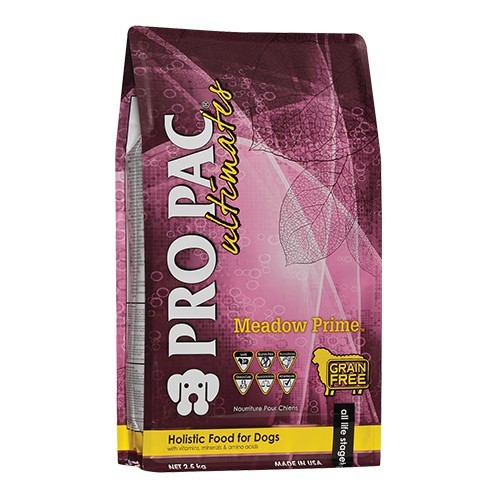 PRO PAC®
ultimates
Meadow Prime™
GRAIN
FREE
Nourriture Pour Chiens
all life stages
Holistic Food for Dogs
with vitamins, minerals & amino acids
NET 2.5 kg
MADE IN USA